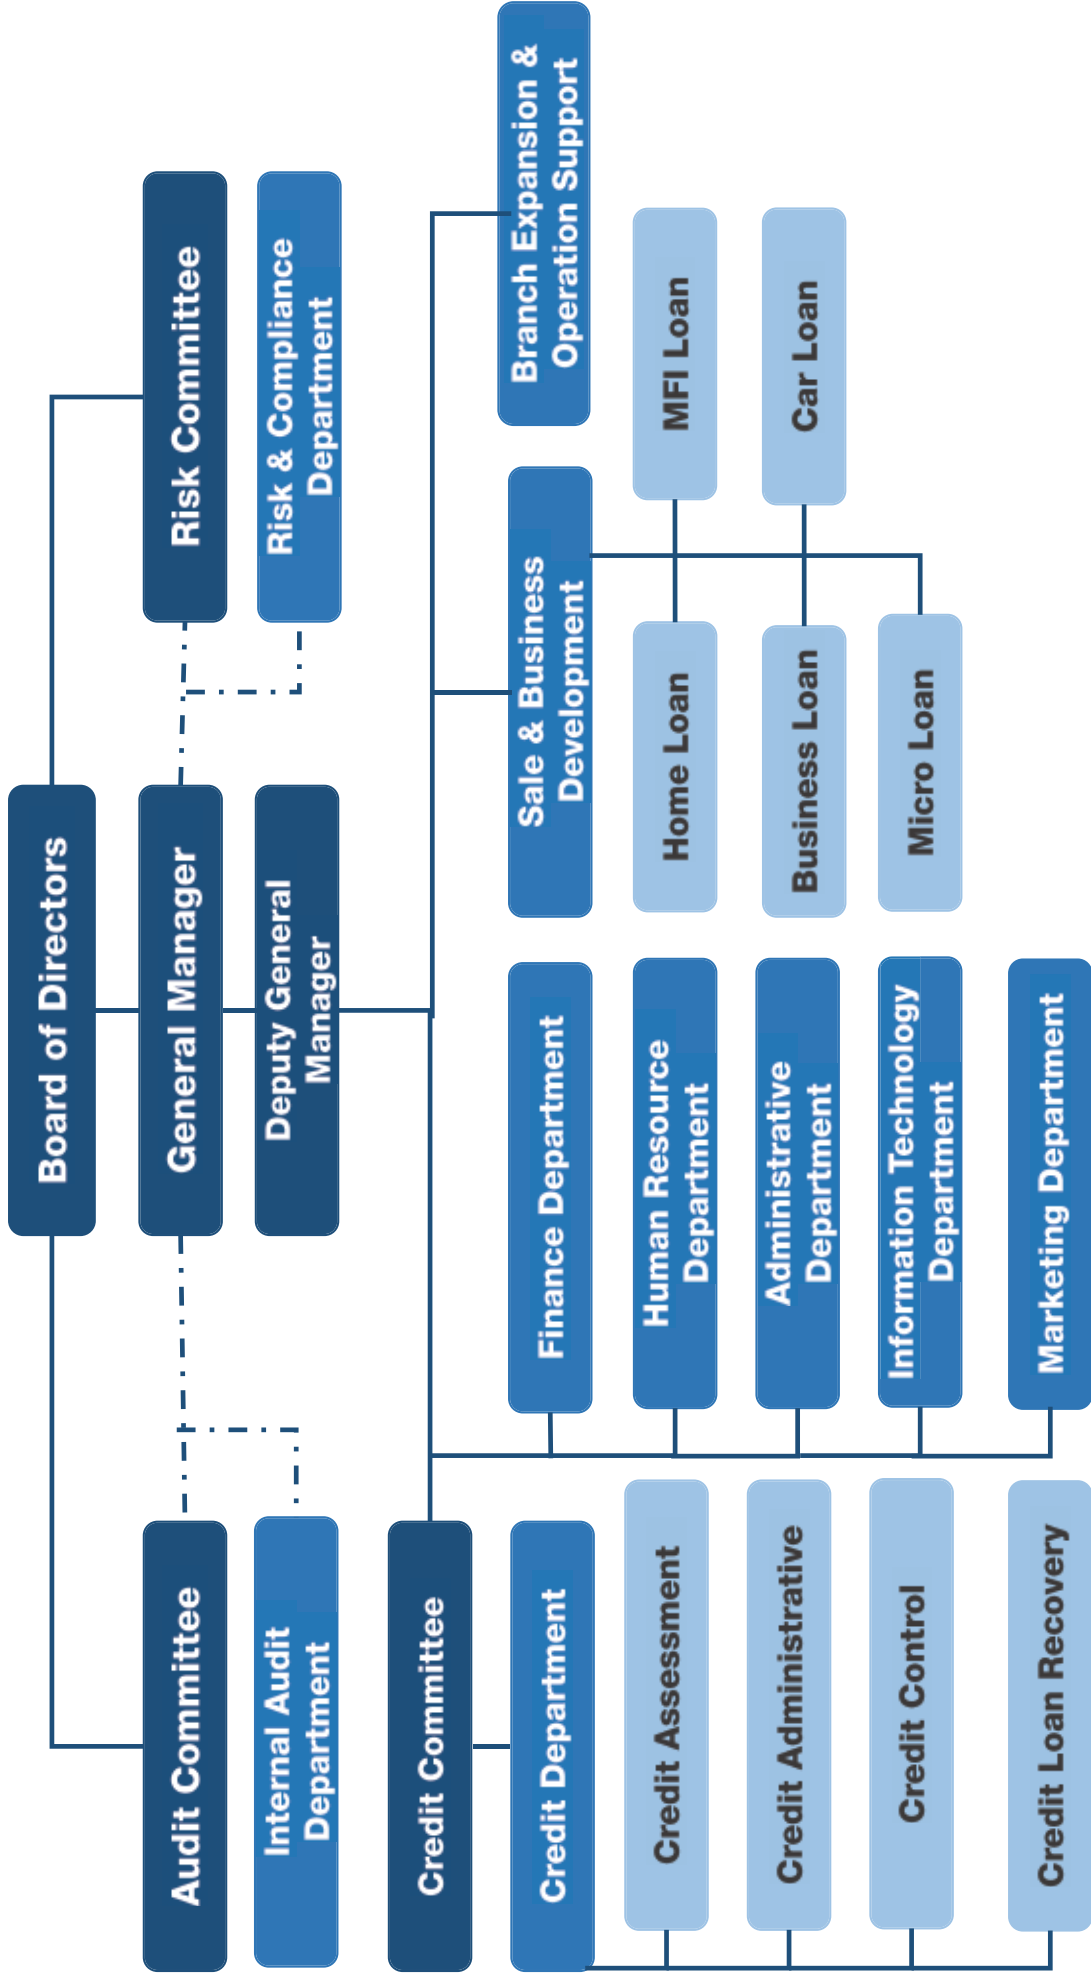 Board of Directors
Audit Committee
General Manager
Risk Committee
Internal Audit
Department
Deputy General
Manager
Risk & Compliance
Department
Credit Committee
Credit Department
Finance Department
Sale & Business
Development
Branch Expansion &
Operation Support
Credit Assessment
Human Resource
Department
Home Loan
MFI Loan
Credit Administrative
Administrative
Department
Business Loan
Car Loan
Credit Control
Information Technology
Department
Micro Loan
Credit Loan Recovery
Marketing Department